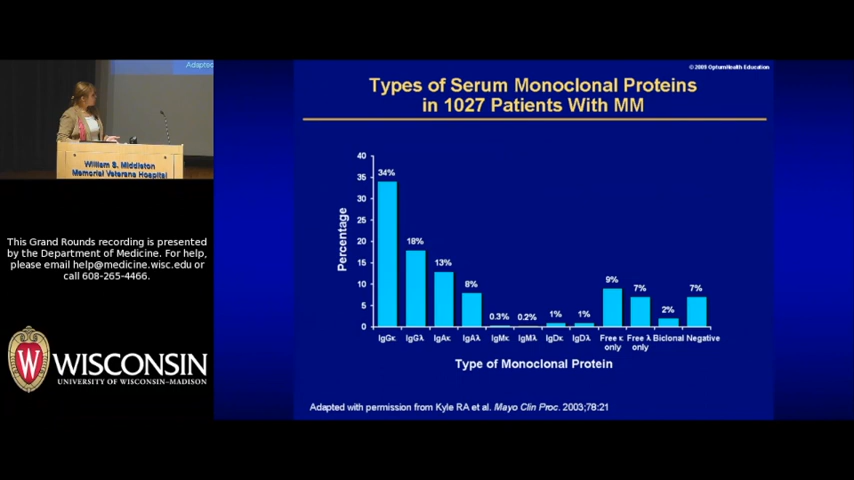 Adapted
William S. Middleton
Memorial Veterans Hospital
This Grand Rounds recording is presented
by the Department of Medicine. For help,
please email help@medicine.wisc.edu or
call 608-265-4466.
W
WISCONSIN
UNIVERSITY OF WISCONSIN–MADISON
© 2009 OptumHealth Education
Types of Serum Monoclonal Proteins
in 1027 Patients With MM
Percentage
40
35
30
25
20
15
10
5
0
34%
18%
13%
8%
0.3%
0.2%
1%
1%
9%
7%
2%
7%
IgGκ
IgGλ
IgAκ
IgAλ
IgMκ
IgMλ
IgDκ
IgDλ
Free κ
only
Free λ
only
Biclonal
Negative
Type of Monoclonal Protein
Adapted with permission from Kyle RA et al. Mayo Clin Proc. 2003;78:21